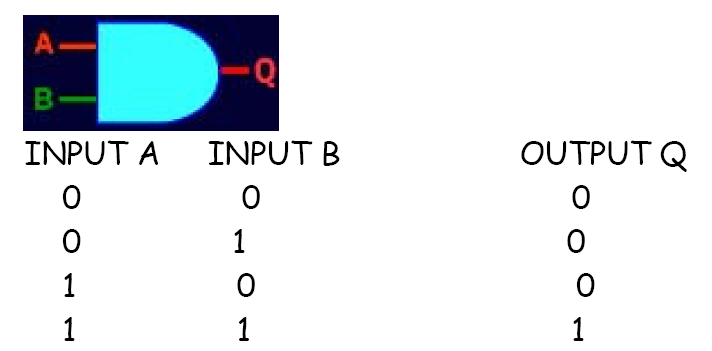 A
Q
B
INPUT A INPUT B OUTPUT Q
0 0 0
0 1 0
1 0 0
1 1 1